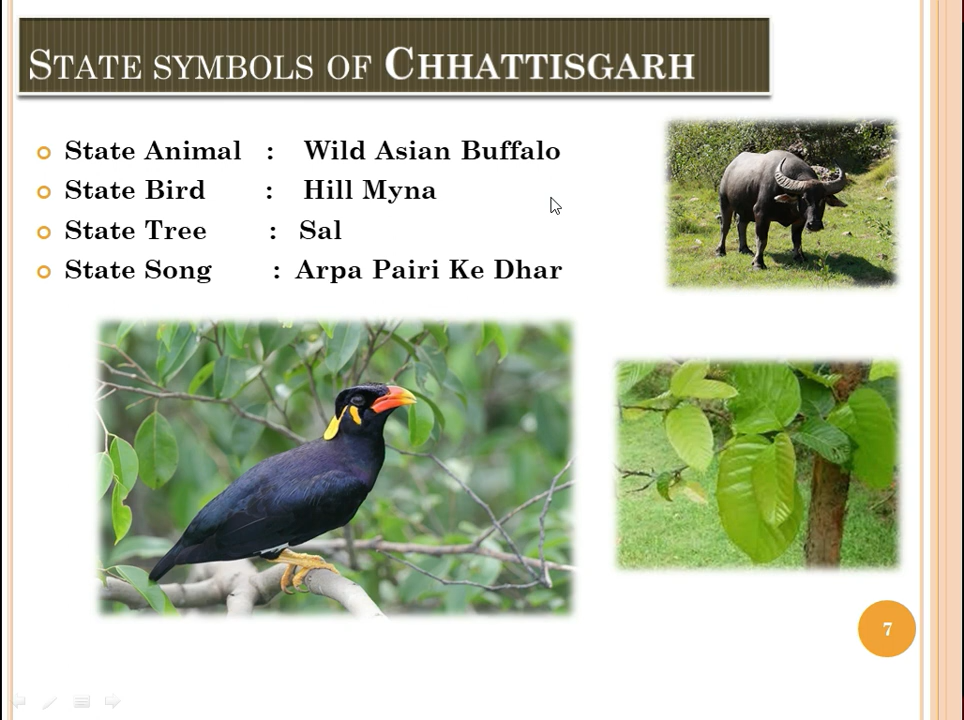 STATE SYMBOLS OF CHHATTISGARH
State Animal : Wild Asian Buffalo
State Bird : Hill Myna
State Tree : Sal
State Song : Arpa Pairi Ke Dhar
7